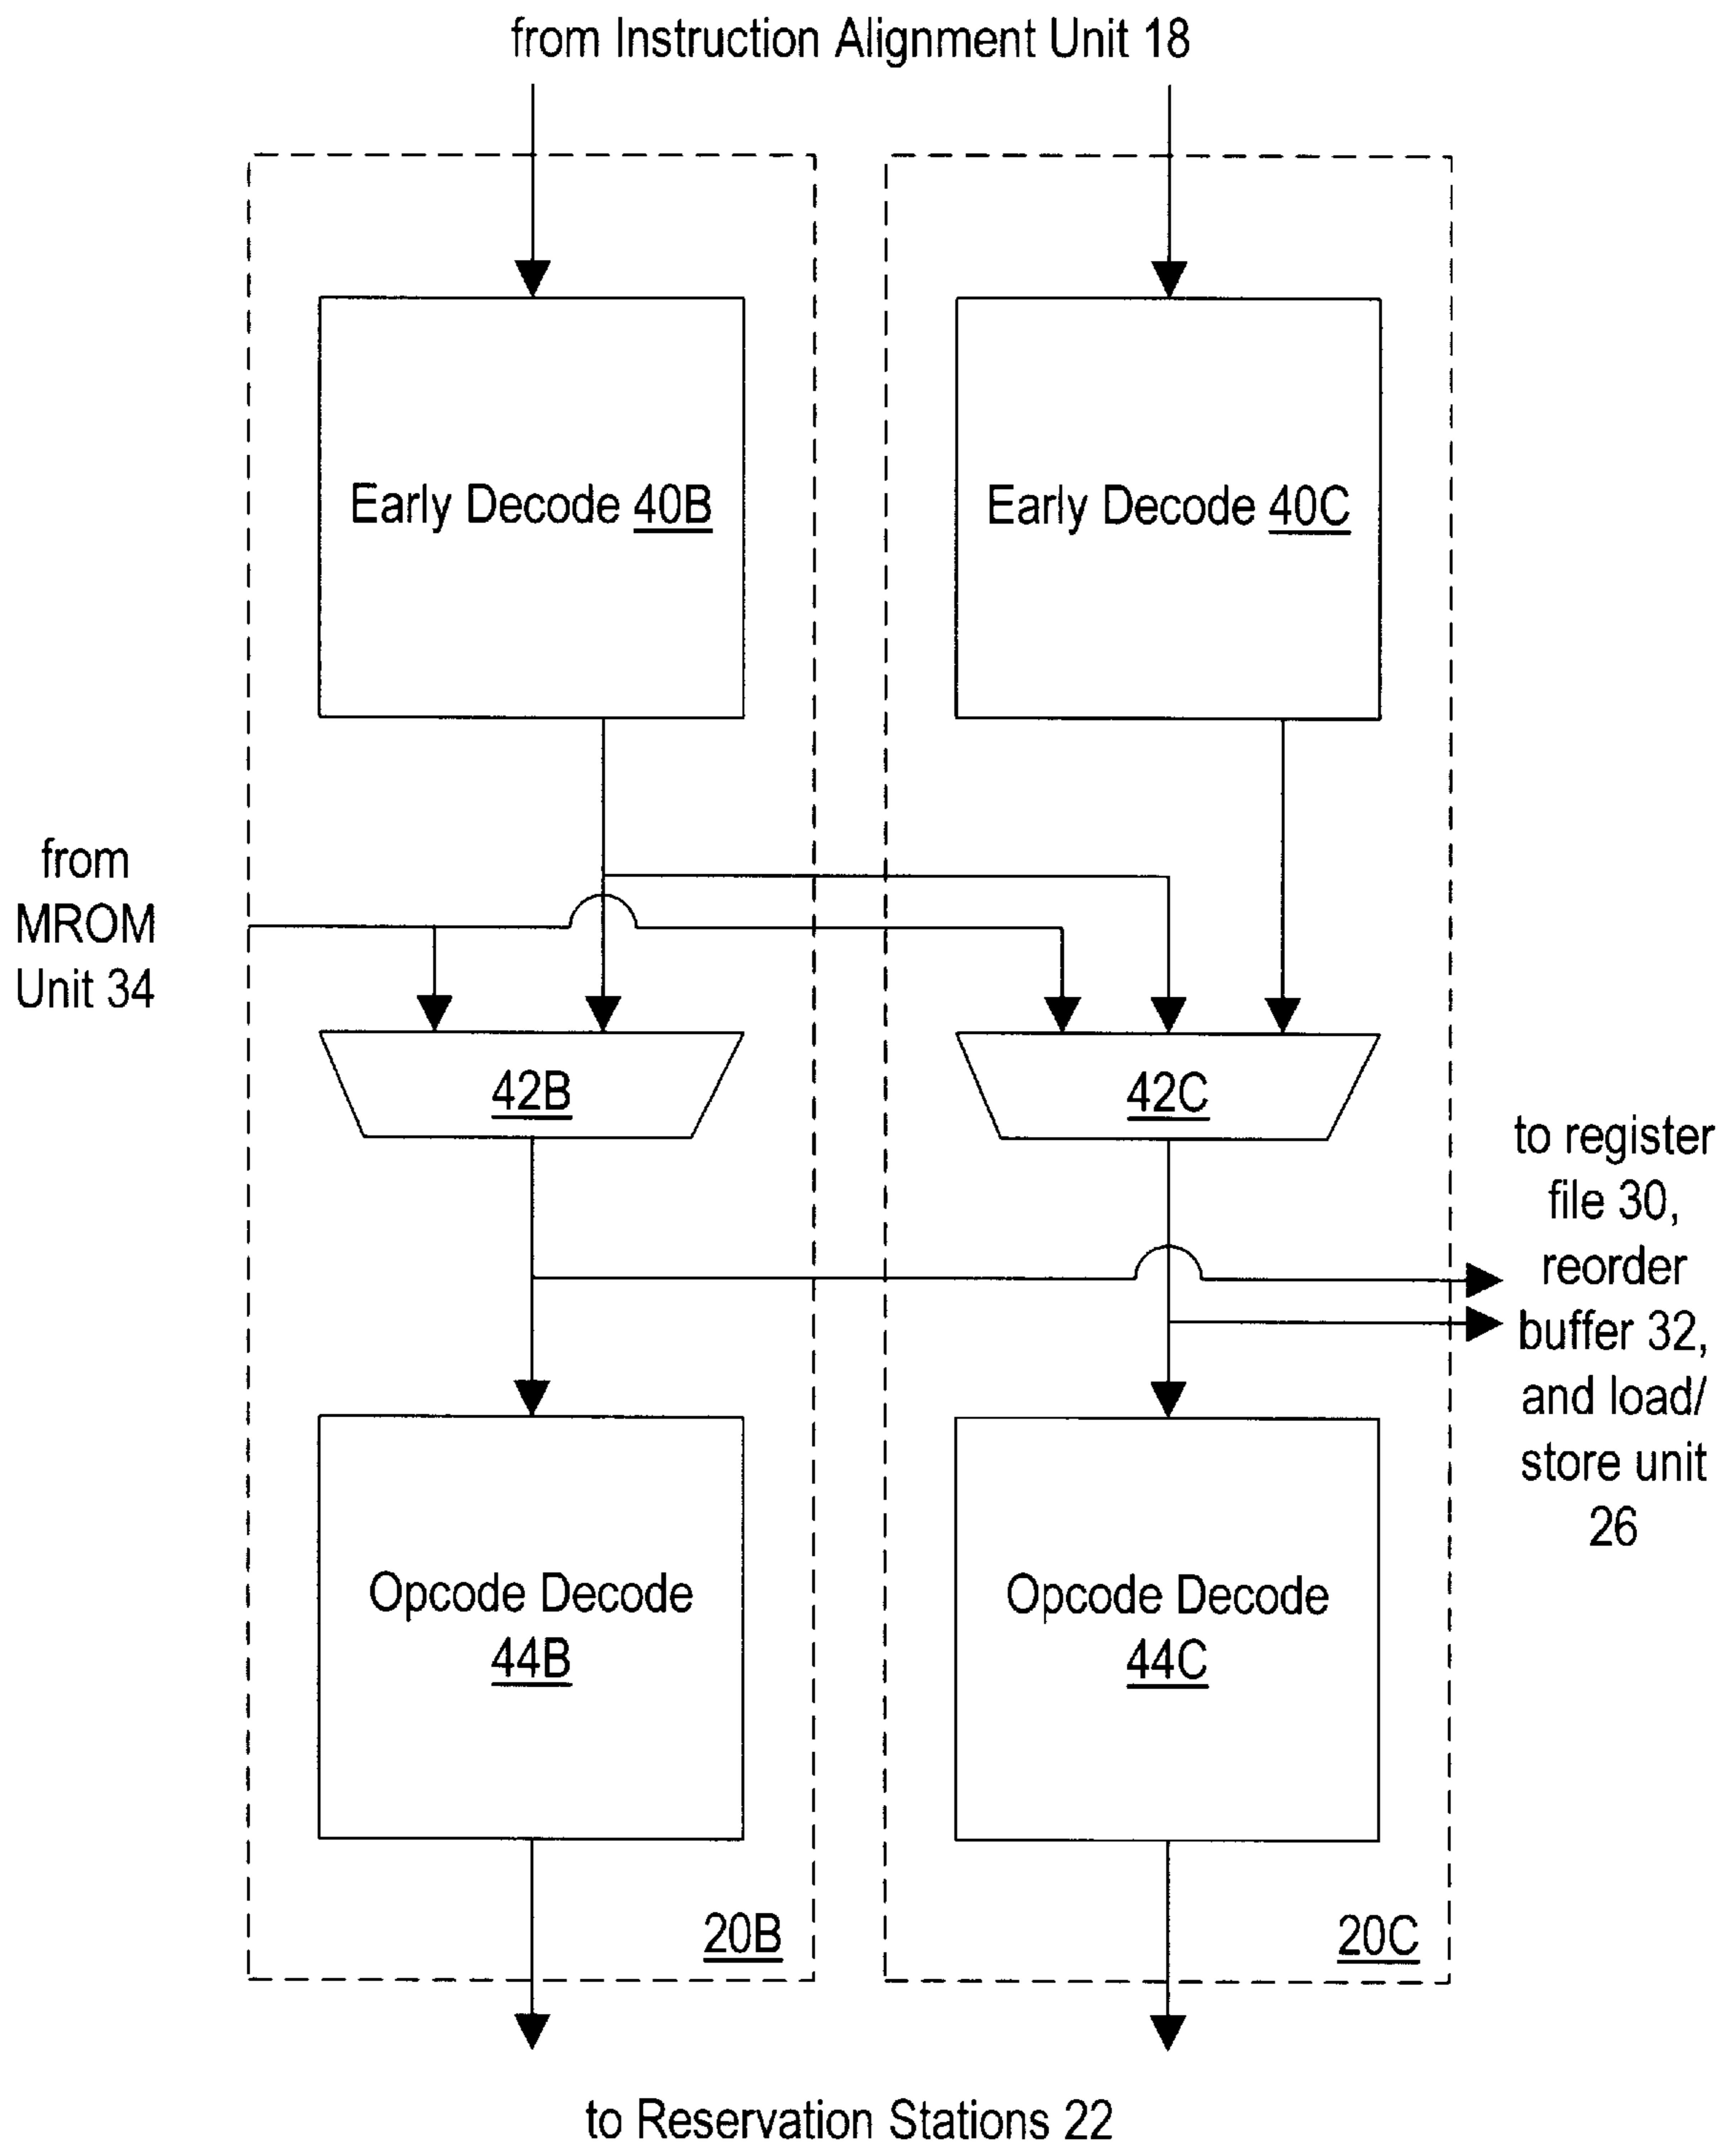 from Instruction Alignment Unit 18
Early Decode 40B
Early Decode 40C
from
MROM
Unit 34
42B
42C
to register
file 30,
reorder
buffer 32,
and load/
store unit
26
Opcode Decode
44B
Opcode Decode
44C
20B
20C
to Reservation Stations 22